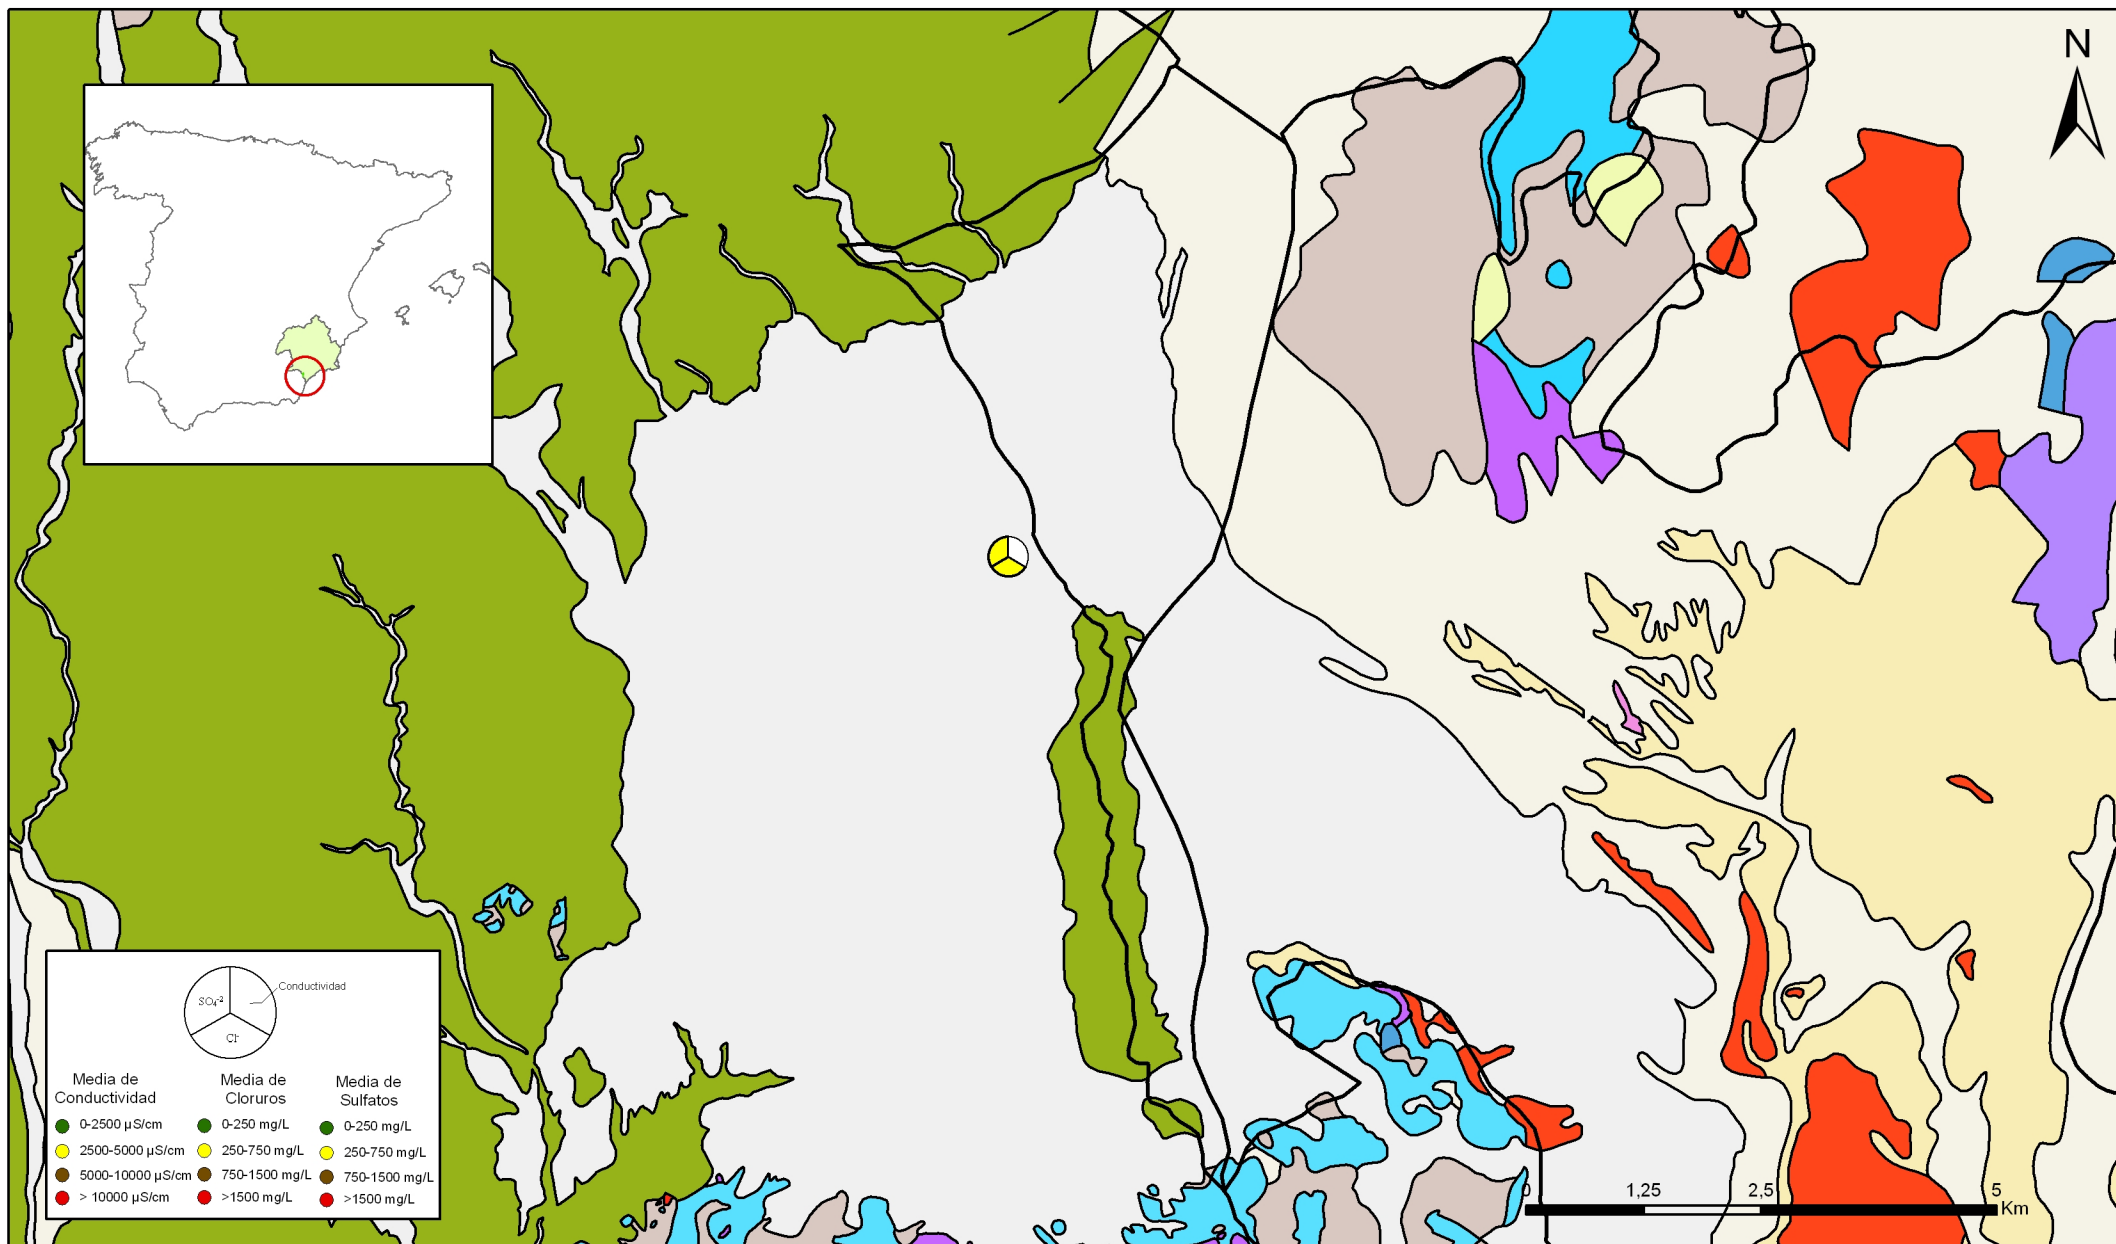 N
SO₄⁻²
Conductividad
Cl⁻
Media de
Conductividad
0-2500 µS/cm
2500-5000 µS/cm
5000-10000 µS/cm
> 10000 µS/cm
Media de
Cloruros
0-250 mg/L
250-750 mg/L
750-1500 mg/L
>1500 mg/L
Media de
Sulfatos
0-250 mg/L
250-750 mg/L
750-1500 mg/L
>1500 mg/L
0 1,25 2,5 5
Km